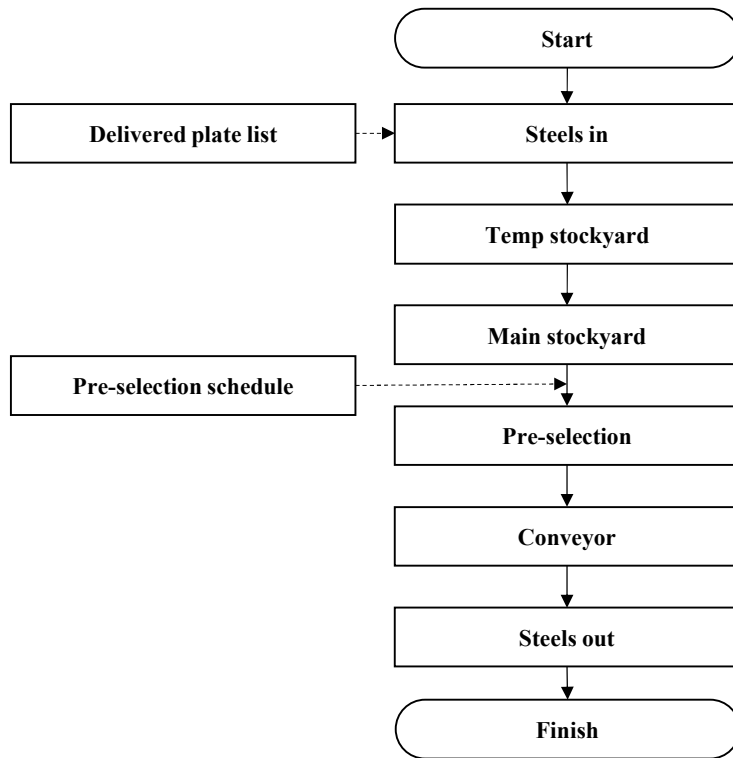 Start
Delivered plate list
Steels in
Temp stockyard
Main stockyard
Pre-selection schedule
Pre-selection
Conveyor
Steels out
Finish